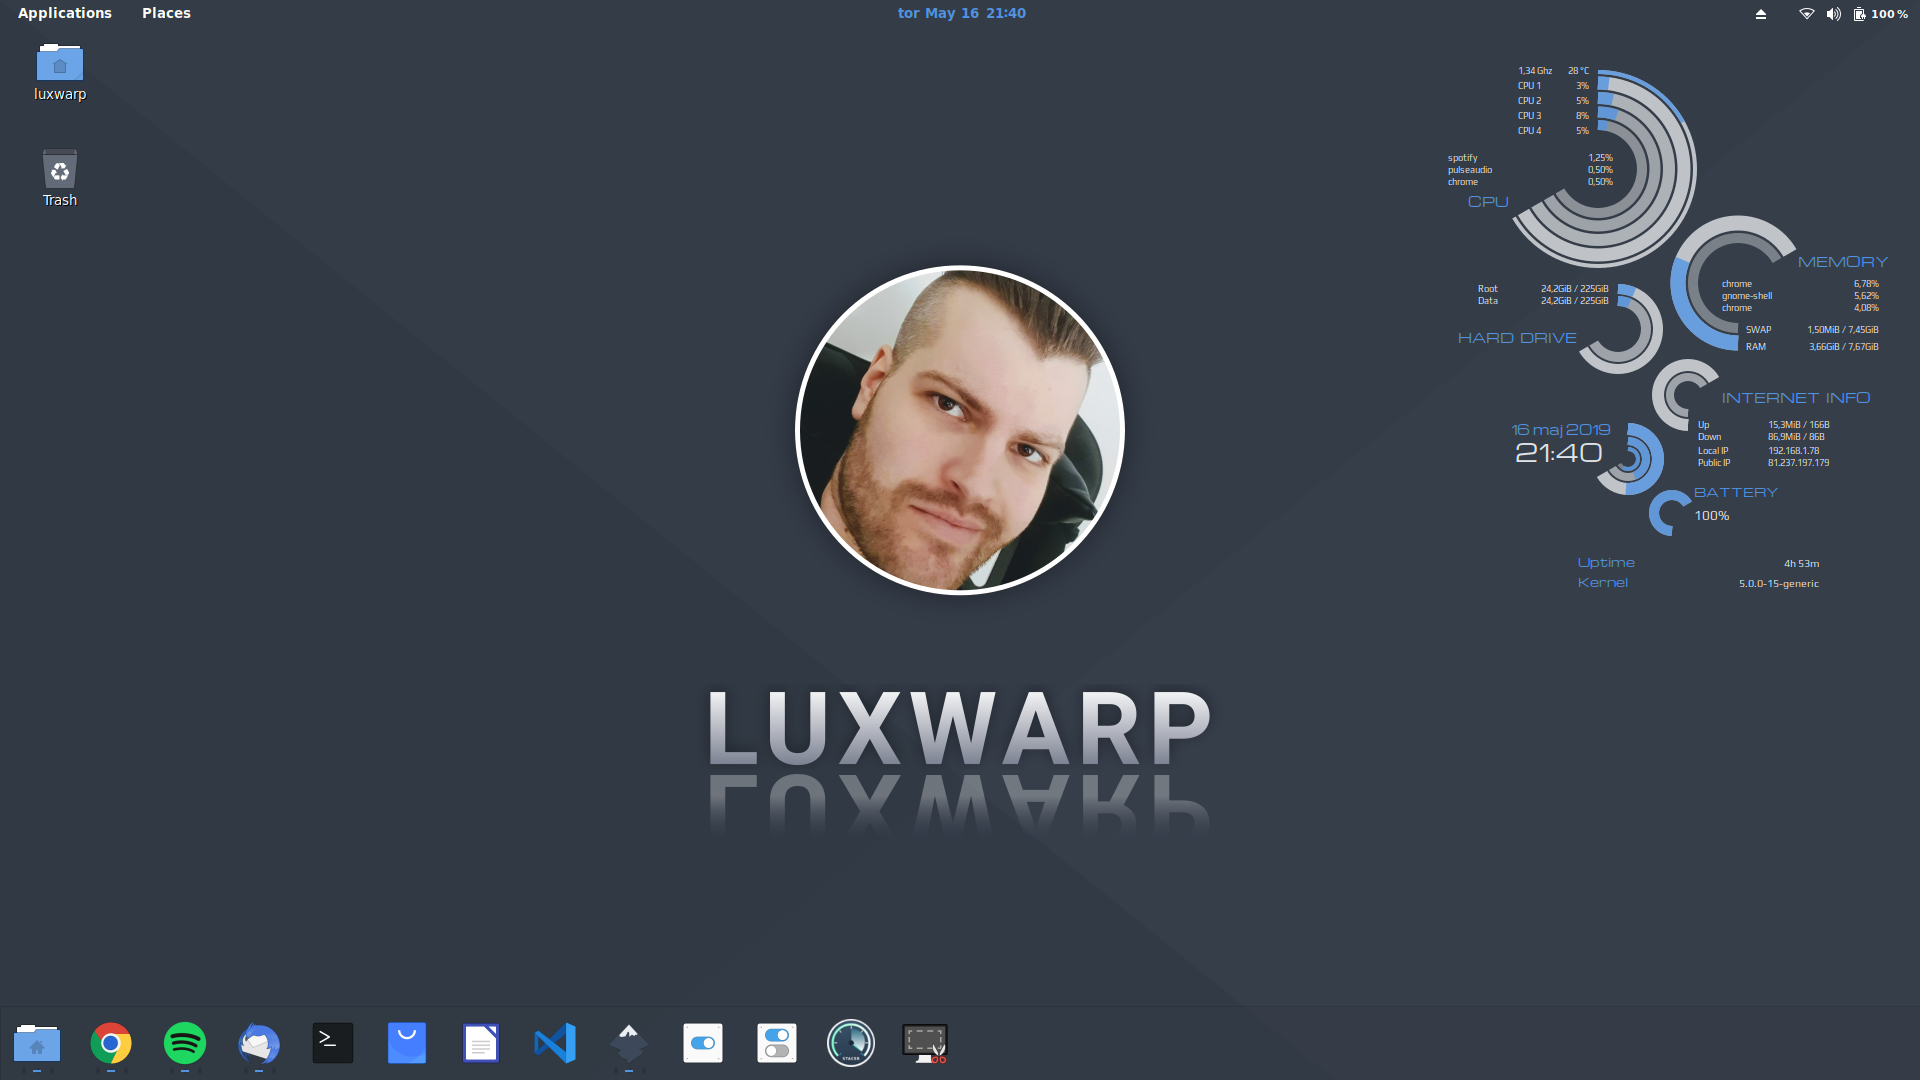 Applications Places tor May 16 21:40 100 %
luxwarp
Trash
1,34 Ghz 28 °C
CPU 1 3%
CPU 2 5%
CPU 3 8%
CPU 4 5%
spotify 1,25%
pulseaudio 0,50%
chrome 0,50%
CPU
MEMORY
chrome 6,78%
gnome-shell 5,62%
chrome 4,08%
SWAP 1,50MiB / 7,45GiB
RAM 3,66GiB / 7,67GiB
Root 24,2GiB / 225GiB
Data 24,2GiB / 225GiB
HARD DRIVE
INTERNET INFO
Up 15,3MiB / 166B
Down 86,9MiB / 86B
Local IP 192.168.1.78
Public IP 81.237.197.179
16 maj 2019
21:40
BATTERY
100%
Uptime 4h 53m
Kernel 5.0.0-15-generic
LUXWARP
STACER